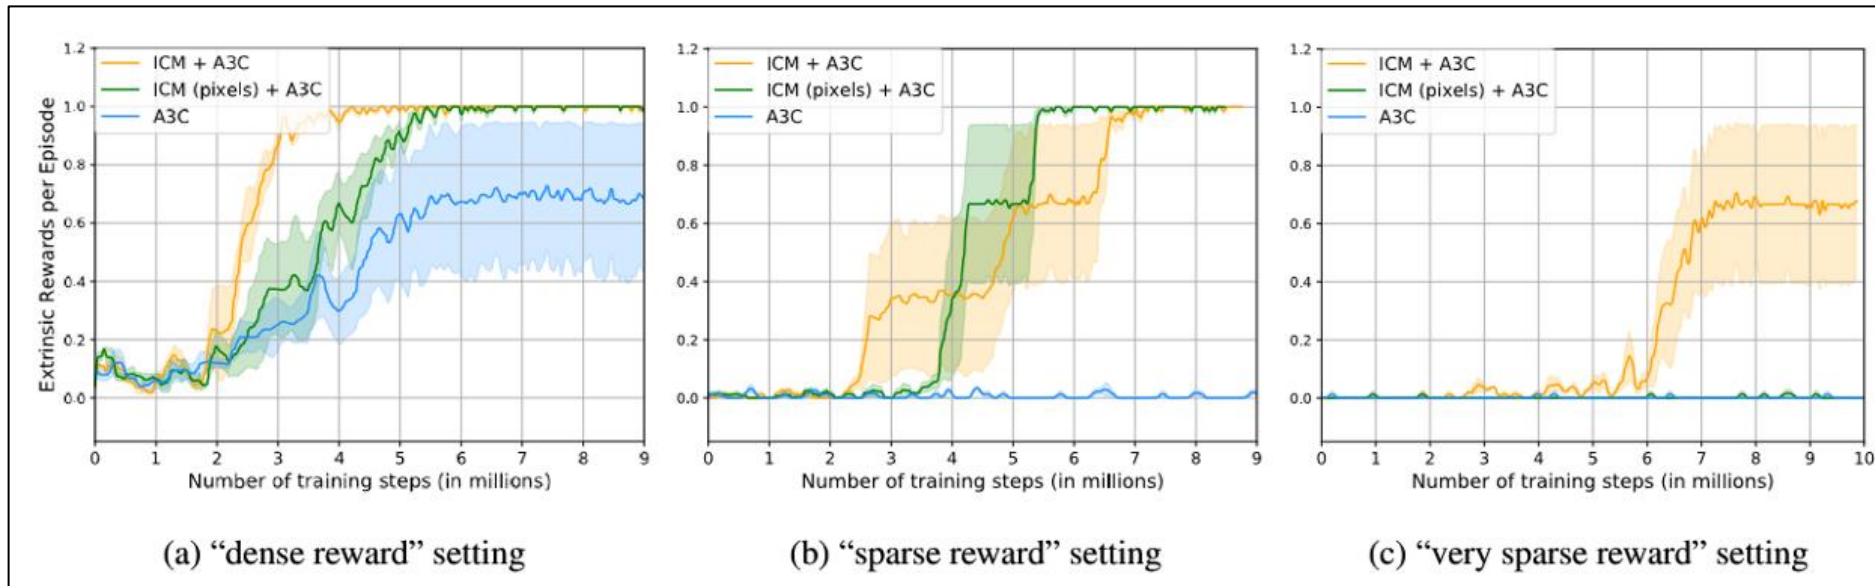 1.2
1.0
0.8
0.6
0.4
0.2
0.0
Extrinsic Rewards per Episode
ICM + A3C
ICM (pixels) + A3C
A3C
0 1 2 3 4 5 6 7 8 9
Number of training steps (in millions)
(a) “dense reward” setting
1.2
1.0
0.8
0.6
0.4
0.2
0.0
ICM + A3C
ICM (pixels) + A3C
A3C
0 1 2 3 4 5 6 7 8 9
Number of training steps (in millions)
(b) “sparse reward” setting
1.2
1.0
0.8
0.6
0.4
0.2
0.0
ICM + A3C
ICM (pixels) + A3C
A3C
0 1 2 3 4 5 6 7 8 9 10
Number of training steps (in millions)
(c) “very sparse reward” setting